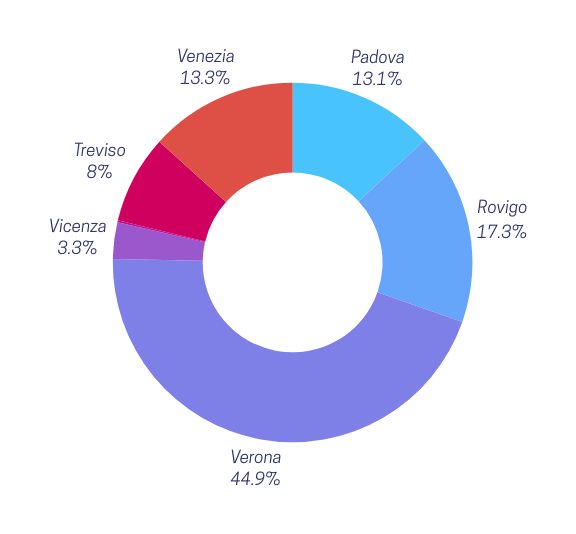 Venezia
13.3%
Padova
13.1%
Treviso
8%
Rovigo
17.3%
Vicenza
3.3%
Verona
44.9%